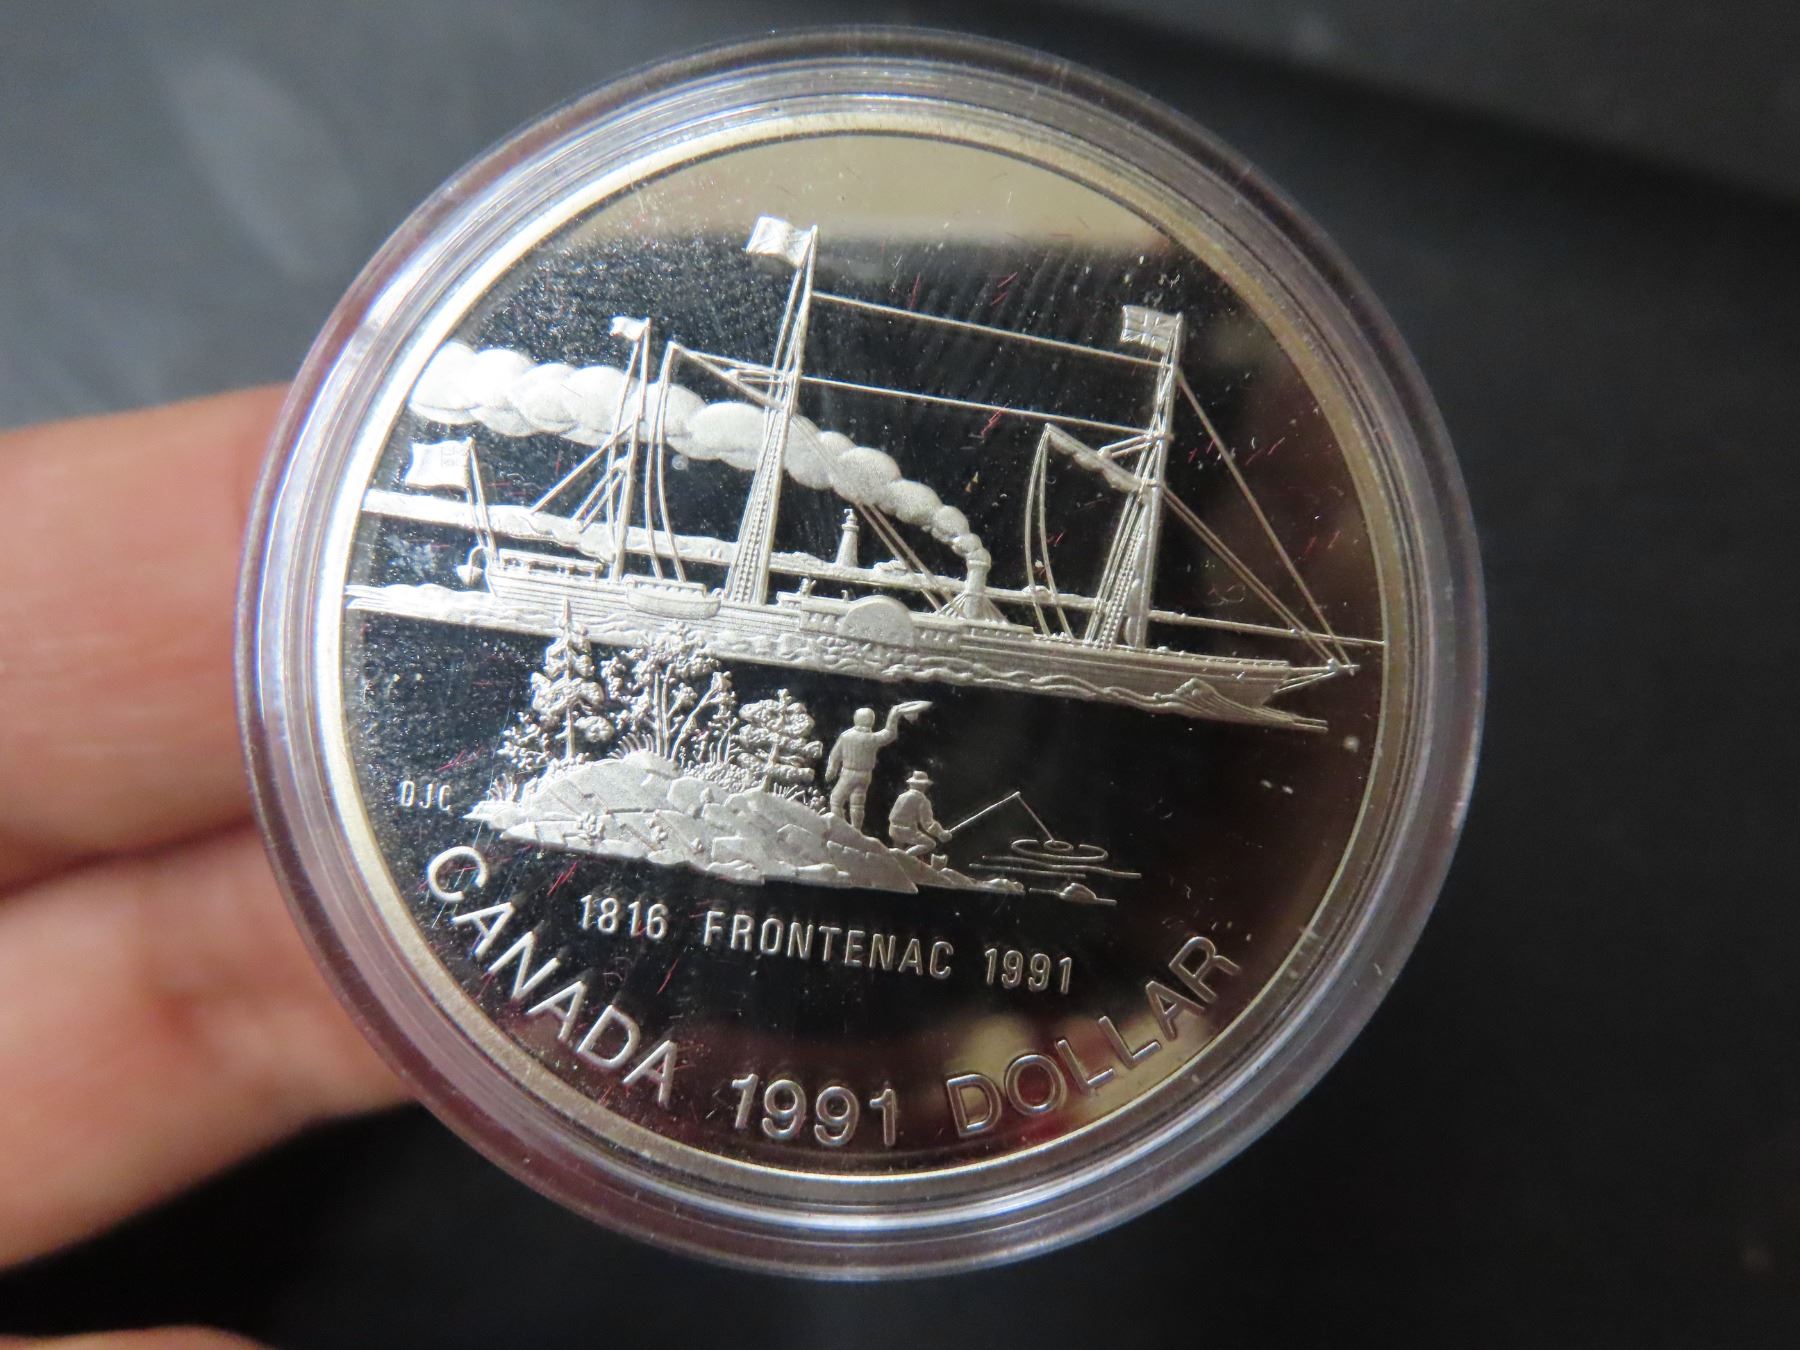 DJC
1816 FRONTENAC 1991
CANADA 1991 DOLLAR